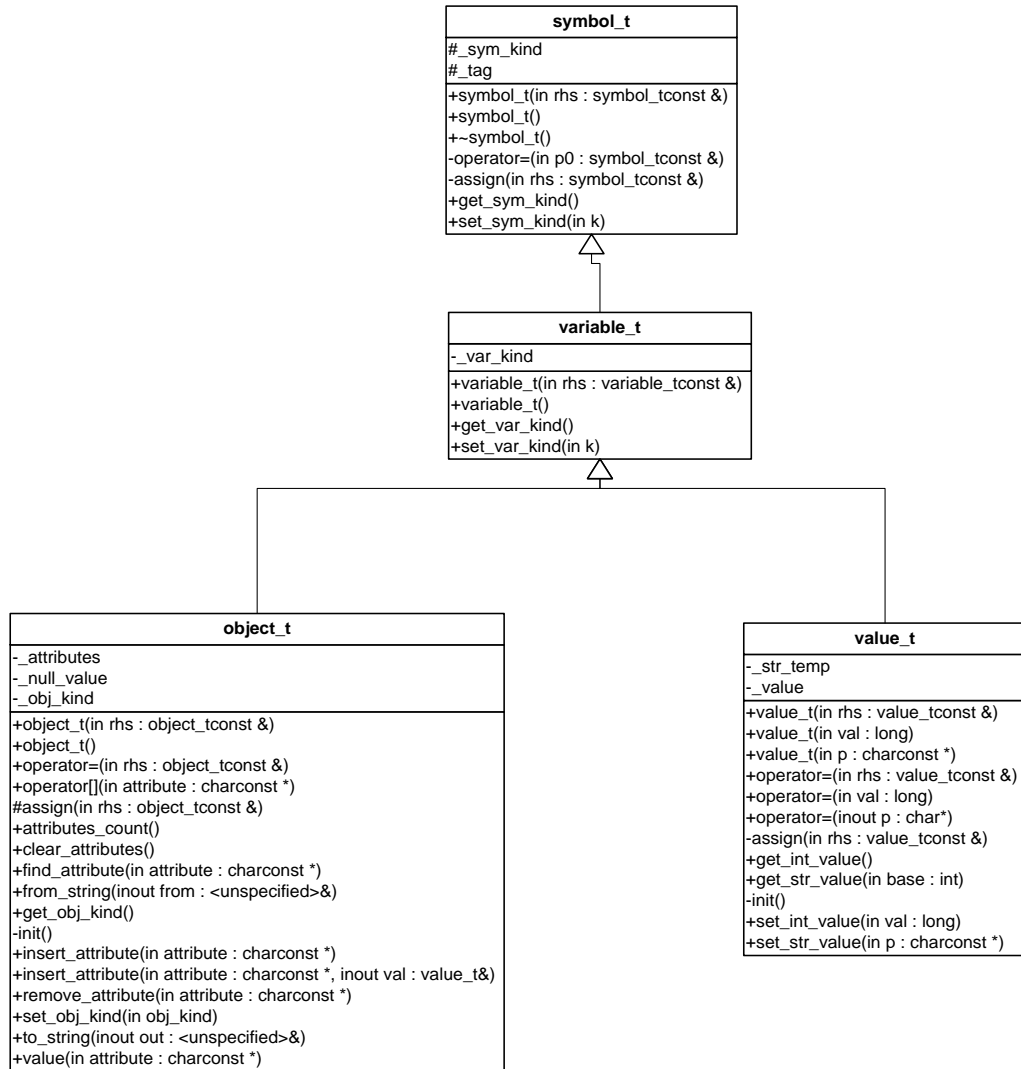 symbol_t
#_sym_kind
#_tag
+symbol_t(in rhs : symbol_tconst &)
+symbol_t()
+~symbol_t()
-operator=(in p0 : symbol_tconst &)
-assign(in rhs : symbol_tconst &)
+get_sym_kind()
+set_sym_kind(in k)
variable_t
-_var_kind
+variable_t(in rhs : variable_tconst &)
+variable_t()
+get_var_kind()
+set_var_kind(in k)
object_t
-_attributes
-_null_value
-_obj_kind
+object_t(in rhs : object_tconst &)
+object_t()
+operator=(in rhs : object_tconst &)
+operator[](in attribute : charconst *)
#assign(in rhs : object_tconst &)
+attributes_count()
+clear_attributes()
+find_attribute(in attribute : charconst *)
+from_string(inout from : <unspecified>&)
+get_obj_kind()
-init()
+insert_attribute(in attribute : charconst *)
+insert_attribute(in attribute : charconst *, inout val : value_t&)
+remove_attribute(in attribute : charconst *)
+set_obj_kind(in obj_kind)
+to_string(inout out : <unspecified>&)
+value(in attribute : charconst *)
value_t
-_str_temp
-_value
+value_t(in rhs : value_tconst &)
+value_t(in val : long)
+value_t(in p : charconst *)
+operator=(in rhs : value_tconst &)
+operator=(in val : long)
+operator=(inout p : char*)
-assign(in rhs : value_tconst &)
+get_int_value()
+get_str_value(in base : int)
-init()
+set_int_value(in val : long)
+set_str_value(in p : charconst *)